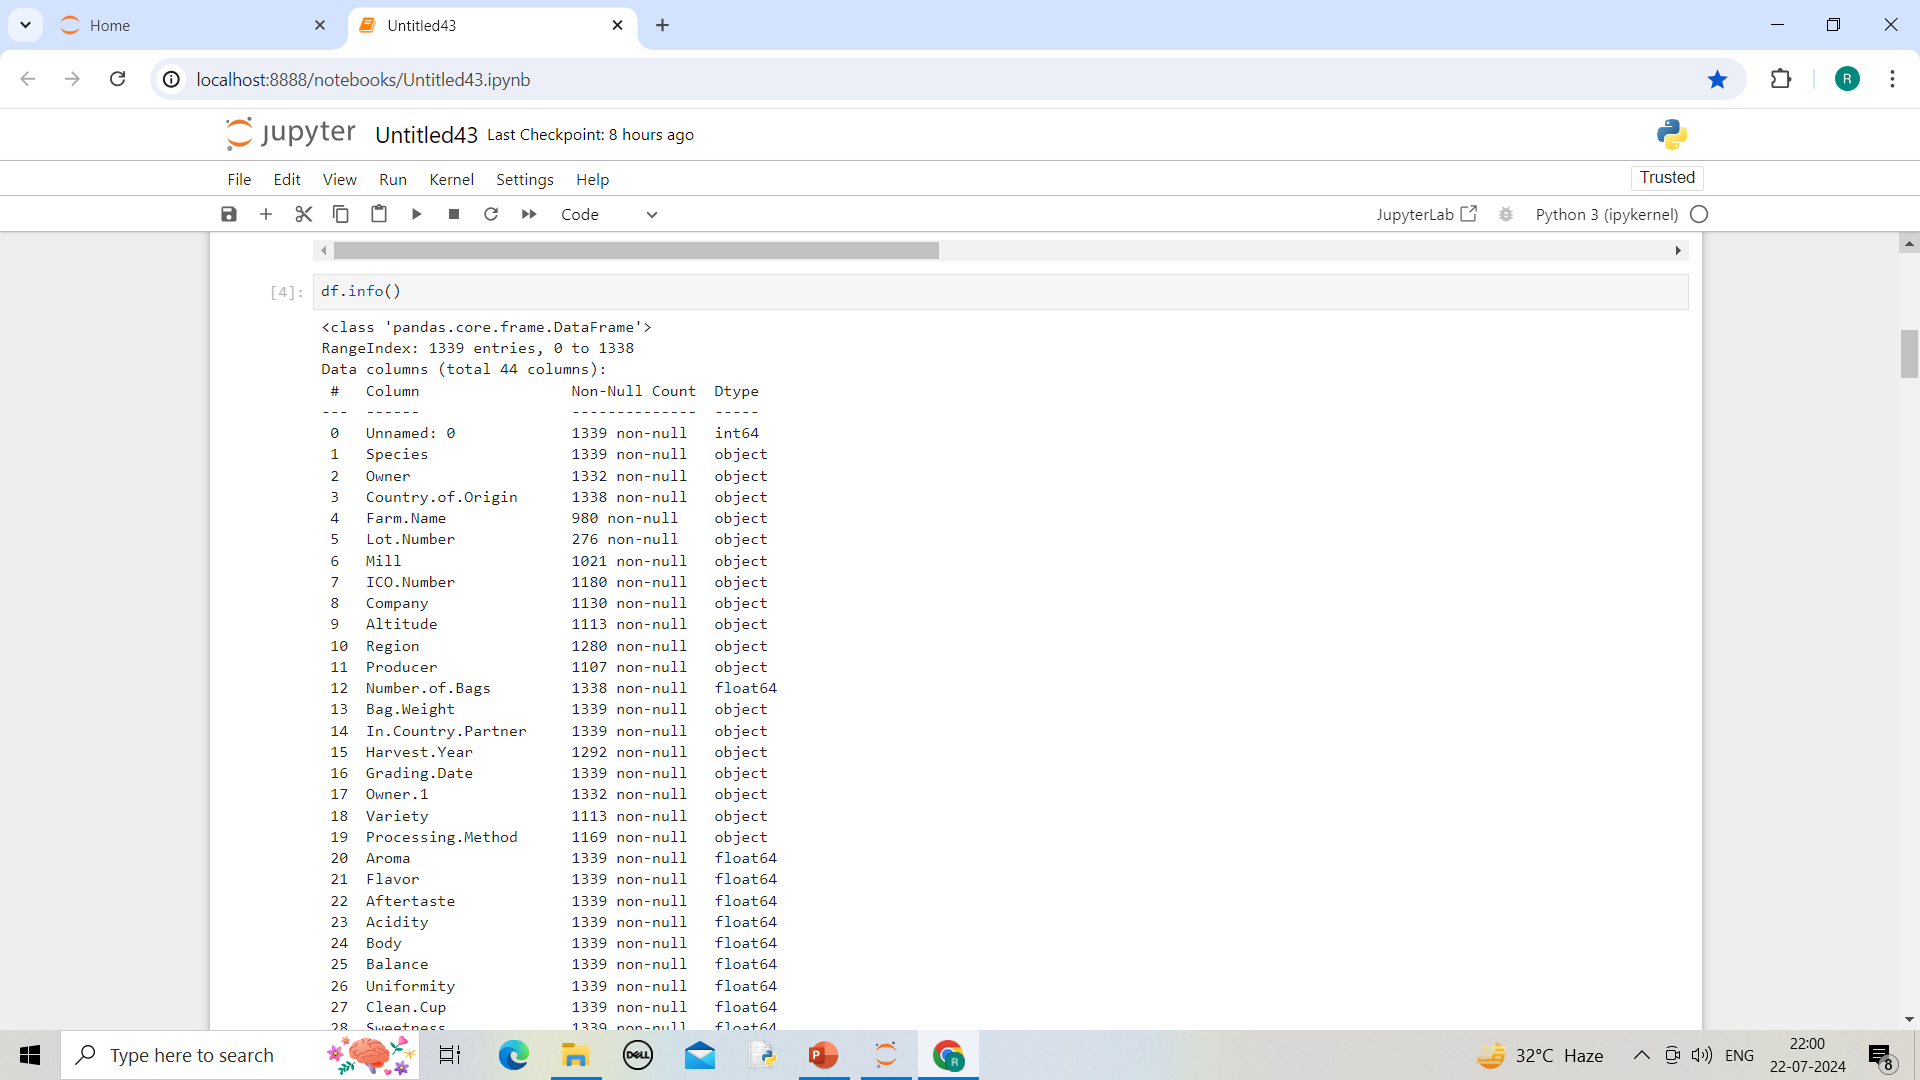 Home
Untitled43
localhost:8888/notebooks/Untitled43.ipynb
R
jupyter Untitled43 Last Checkpoint: 8 hours ago
File Edit View Run Kernel Settings Help
Trusted
Code
JupyterLab
Python 3 (ipykernel)
[4]: df.info()
<class 'pandas.core.frame.DataFrame'>
RangeIndex: 1339 entries, 0 to 1338
Data columns (total 44 columns):
# Column Non-Null Count Dtype
--- ------ -------------- -----
0 Unnamed: 0 1339 non-null int64
1 Species 1339 non-null object
2 Owner 1332 non-null object
3 Country.of.Origin 1338 non-null object
4 Farm.Name 980 non-null object
5 Lot.Number 276 non-null object
6 Mill 1021 non-null object
7 ICO.Number 1180 non-null object
8 Company 1130 non-null object
9 Altitude 1113 non-null object
10 Region 1280 non-null object
11 Producer 1107 non-null object
12 Number.of.Bags 1338 non-null float64
13 Bag.Weight 1339 non-null object
14 In.Country.Partner 1339 non-null object
15 Harvest.Year 1292 non-null object
16 Grading.Date 1339 non-null object
17 Owner.1 1332 non-null object
18 Variety 1113 non-null object
19 Processing.Method 1169 non-null object
20 Aroma 1339 non-null float64
21 Flavor 1339 non-null float64
22 Aftertaste 1339 non-null float64
23 Acidity 1339 non-null float64
24 Body 1339 non-null float64
25 Balance 1339 non-null float64
26 Uniformity 1339 non-null float64
27 Clean.Cup 1339 non-null float64
28 Sweetness 1339 non-null float64
Type here to search
DELL
P
R
32°C Haze
ENG
22:00
22-07-2024
8